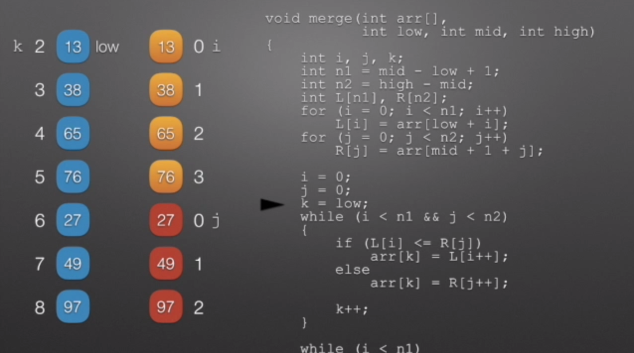 k 2 13 low 13 0 i
3 38 38 1
4 65 65 2
5 76 76 3
6 27 27 0 j
7 49 49 1
8 97 97 2
void merge(int arr[],
int low, int mid, int high)
{
int i, j, k;
int n1 = mid - low + 1;
int n2 = high - mid;
int L[n1], R[n2];
for (i = 0; i < n1; i++)
L[i] = arr[low + i];
for (j = 0; j < n2; j++)
R[j] = arr[mid + 1 + j];
i = 0;
j = 0;
k = low;
while (i < n1 && j < n2)
{
if (L[i] <= R[j])
arr[k] = L[i++];
else
arr[k] = R[j++];
k++;
}
while (i < n1)